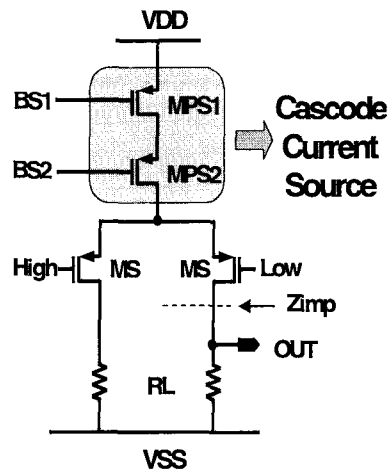 VDD
BS1
MPS1
BS2
MPS2
Cascode
Current
Source
High
MS
MS
Low
Zimp
OUT
RL
VSS